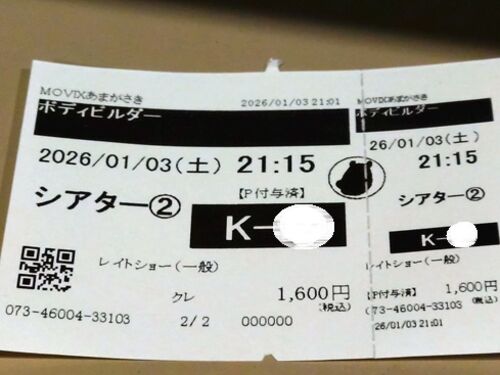 MOVIXあまがさき 2026/01/03 21:01
ボディビルダー
2026/01/03(土) 21:15
シアター②
【P付与済】
K-
レイトショー(一般)
クレ 1,600円
(税込)
073-46004-33103 2/2 000000
MOVIXあまがさき
ボディビルダー
26/01/03(土)
21:15
シアター②
K-
レイトショー(一般)
【P付与済】 1,600円
(税込)
073-46004-33103
26/01/03 21:01